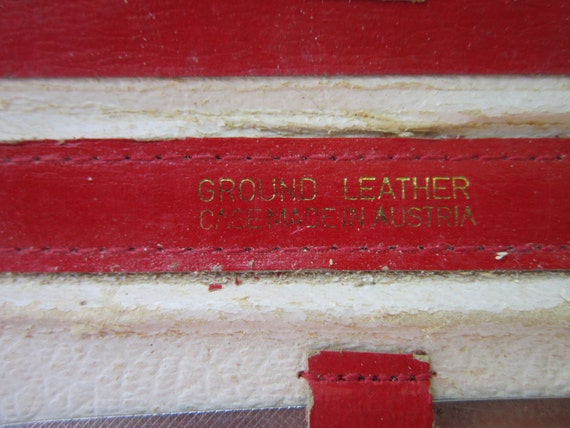 GROUND LEATHER
CASE MADE IN AUSTRIA